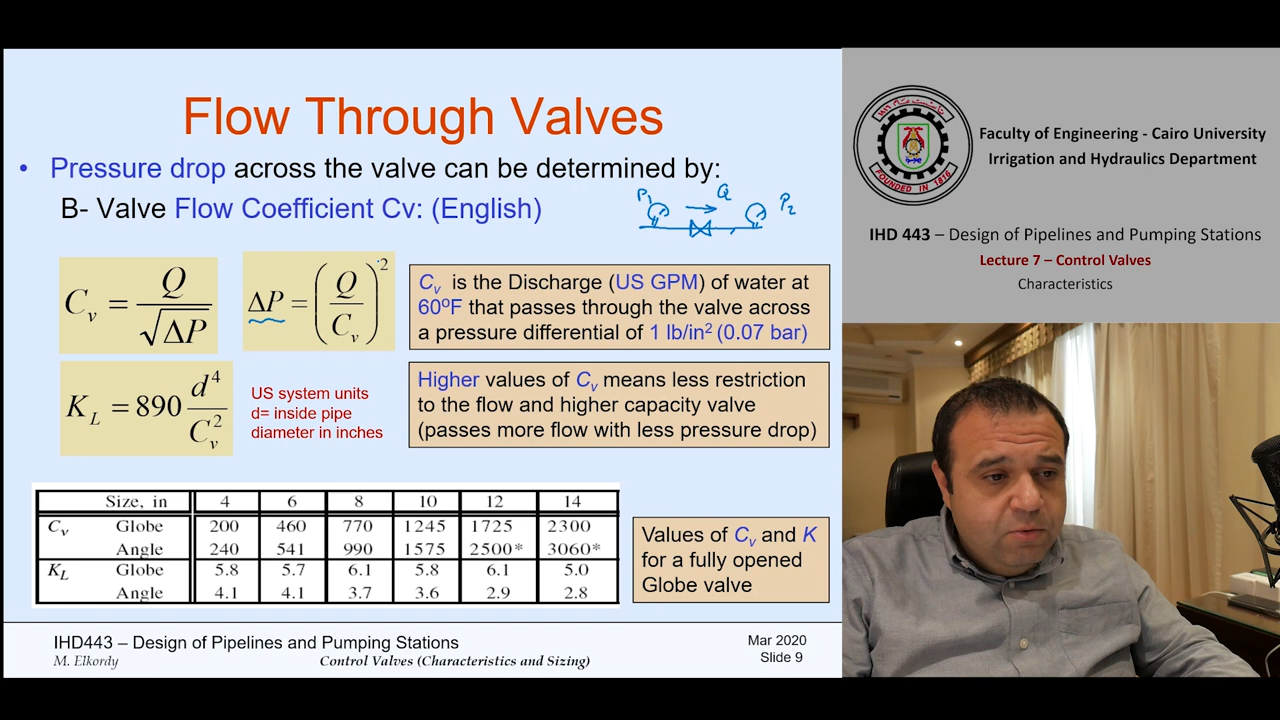 Flow Through Valves
• Pressure drop across the valve can be determined by:
B- Valve Flow Coefficient Cv: (English)
P1 Q P2
Cv = Q / √ΔP
ΔP = (Q / Cv)²
Cv is the Discharge (US GPM) of water at
60ºF that passes through the valve across
a pressure differential of 1 lb/in² (0.07 bar)
KL = 890 d⁴ / Cv²
US system units
d= inside pipe
diameter in inches
Higher values of Cv means less restriction
to the flow and higher capacity valve
(passes more flow with less pressure drop)
Size, in 4 6 8 10 12 14
Cv Globe 200 460 770 1245 1725 2300
Angle 240 541 990 1575 2500* 3060*
KL Globe 5.8 5.7 6.1 5.8 6.1 5.0
Angle 4.1 4.1 3.7 3.6 2.9 2.8
Values of Cv and K
for a fully opened
Globe valve
IHD443 – Design of Pipelines and Pumping Stations
M. Elkordy
Control Valves (Characteristics and Sizing)
Mar 2020
Slide 9
FOUNDED IN 1816
Faculty of Engineering - Cairo University
Irrigation and Hydraulics Department
IHD 443 – Design of Pipelines and Pumping Stations
Lecture 7 – Control Valves
Characteristics